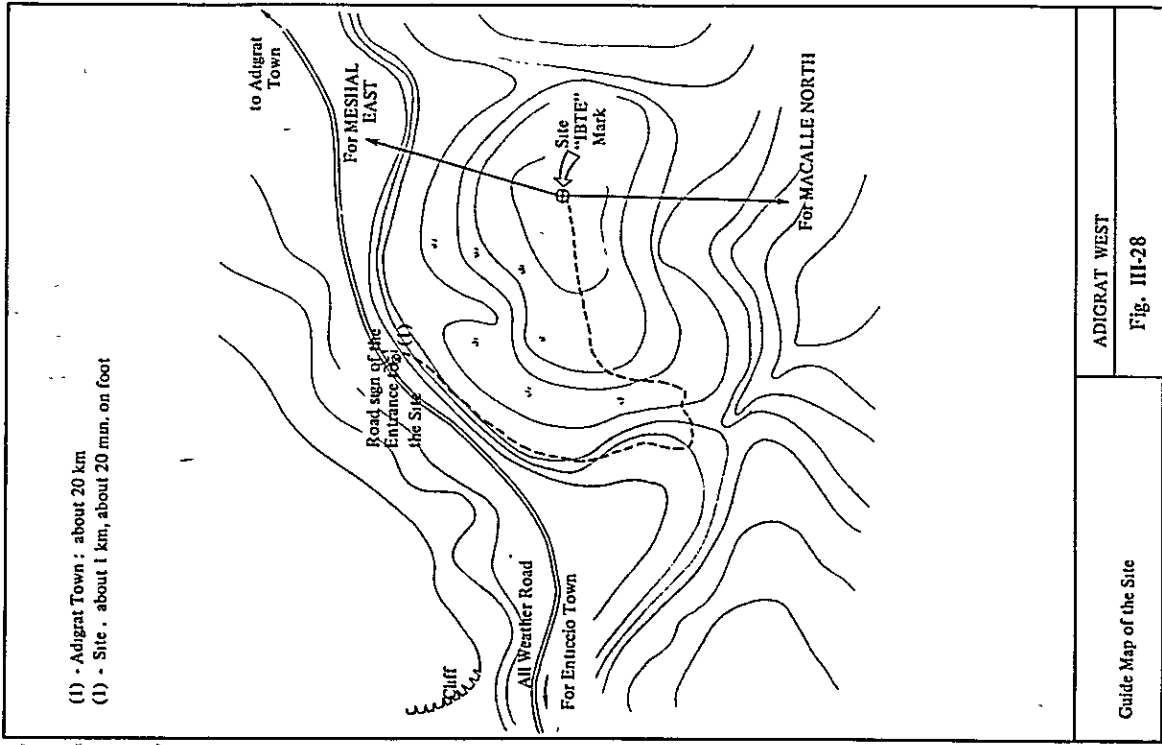 (1) - Adigrat Town : about 20 km
(1) - Site . about 1 km, about 20 min. on foot
to Adigrat
Town
For MESHAL
EAST
Site
"IBTE"
Mark
For MACALLE NORTH
Road sign of the
Entrance to
the Site
(1)
Cliff
All Weather Road
For Enticcio Town
Guide Map of the Site
ADIGRAT WEST
Fig. III-28